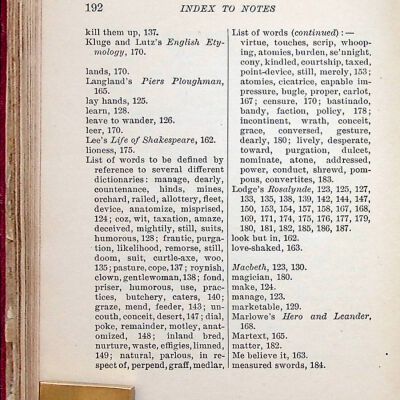 192 INDEX TO NOTES
kill them up, 137.
Kluge and Lutz's English Ety-
mology, 170.
lands, 170.
Langland's Piers Ploughman,
165.
lay hands, 125.
learn, 128.
leave to wander, 126.
leer, 170.
Lee's Life of Shakespeare, 162.
lioness, 175.
List of words to be defined by
reference to several different
dictionaries: manage, dearly,
countenance, hinds, mines,
orchard, railed, allottery, fleet,
device, anatomize, misprised,
124; coz, wit, taxation, amaze,
deceived, mightily, still, suits,
humorous, 128; frantic, purga-
tion, likelihood, remorse, still,
doom, suit, curtle-axe, woo,
135; pasture, cope, 137; roynish,
clown, gentlewoman, 138; fond,
priser, humorous, use, prac-
tices, butchery, caters, 140;
graze, mend, feeder, 143; un-
couth, conceit, desert, 147; dial,
poke, remainder, motley, anat-
omized, 148; inland bred,
nurture, waste, effigies, limned,
149; natural, parlous, in re-
spect of, perpend, graff, medlar,
List of words (continued):—
virtue, touches, scrip, whoop-
ing, atomies, burden, se'nnight,
cony, kindled, courtship, taxed,
point-device, still, merely, 153;
atomies, cicatrice, capable im-
pressure, bugle, proper, carlot,
167; censure, 170; bastinado,
bandy, faction, policy, 178;
incontinent, wrath, conceit,
grace, conversed, gesture,
dearly, 180; lively, desperate,
toward, purgation, dulcet,
nominate, atone, addressed,
power, conduct, shrewd, pom-
pous, convertites, 183.
Lodge's Rosalynde, 123, 125, 127,
133, 135, 138, 139, 142, 144, 147,
150, 153, 154, 157, 158, 167, 168,
169, 171, 174, 175, 176, 177, 179,
180, 181, 182, 185, 186, 187.
look but in, 162.
love-shaked, 163.
Macbeth, 123, 130.
magician, 180.
make, 124.
manage, 123.
marketable, 129.
Marlowe's Hero and Leander,
168.
Martext, 165.
matter, 182.
Me believe it, 163.
measured swords, 184.